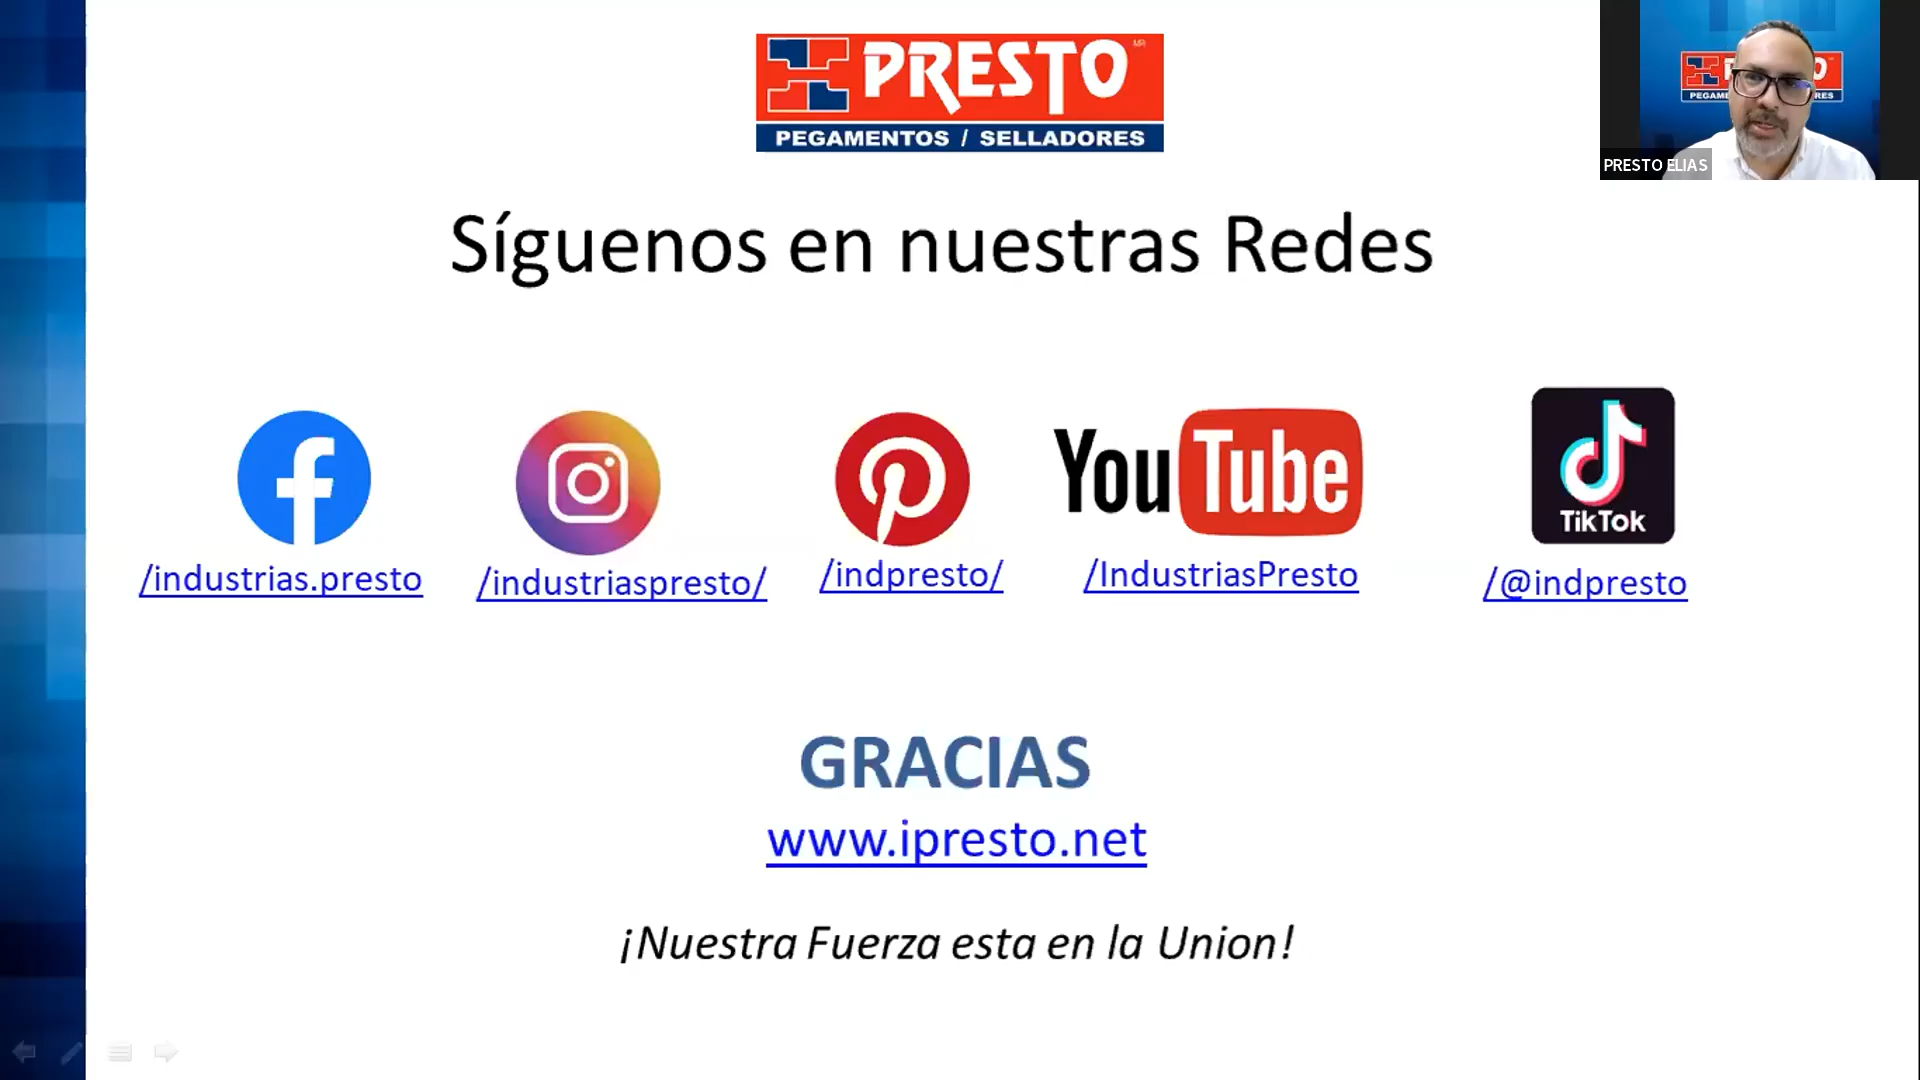 PRESTO MR
PEGAMENTOS / SELLADORES
PRESTO ELIAS
Síguenos en nuestras Redes
YouTube
TikTok
/industrias.presto
/industriaspresto/
/indpresto/
/IndustriasPresto
/@indpresto
GRACIAS
www.ipresto.net
¡Nuestra Fuerza esta en la Union!